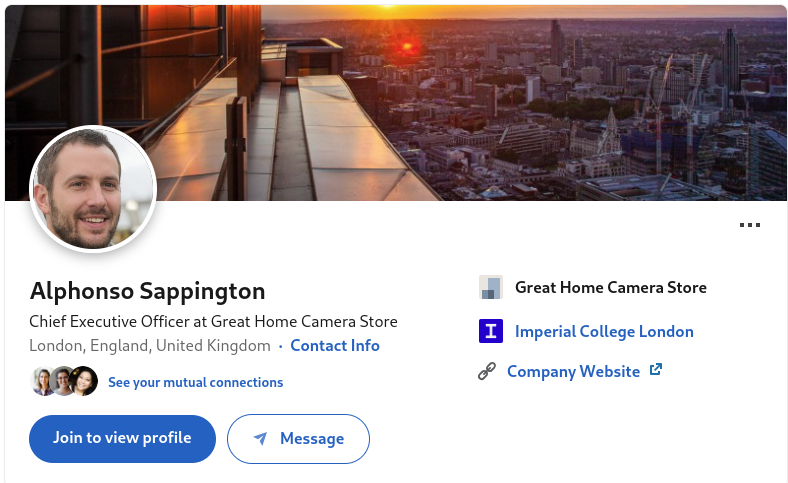 Alphonso Sappington
Chief Executive Officer at Great Home Camera Store
London, England, United Kingdom · Contact Info
See your mutual connections
Join to view profile
Message
Great Home Camera Store
I
Imperial College London
Company Website